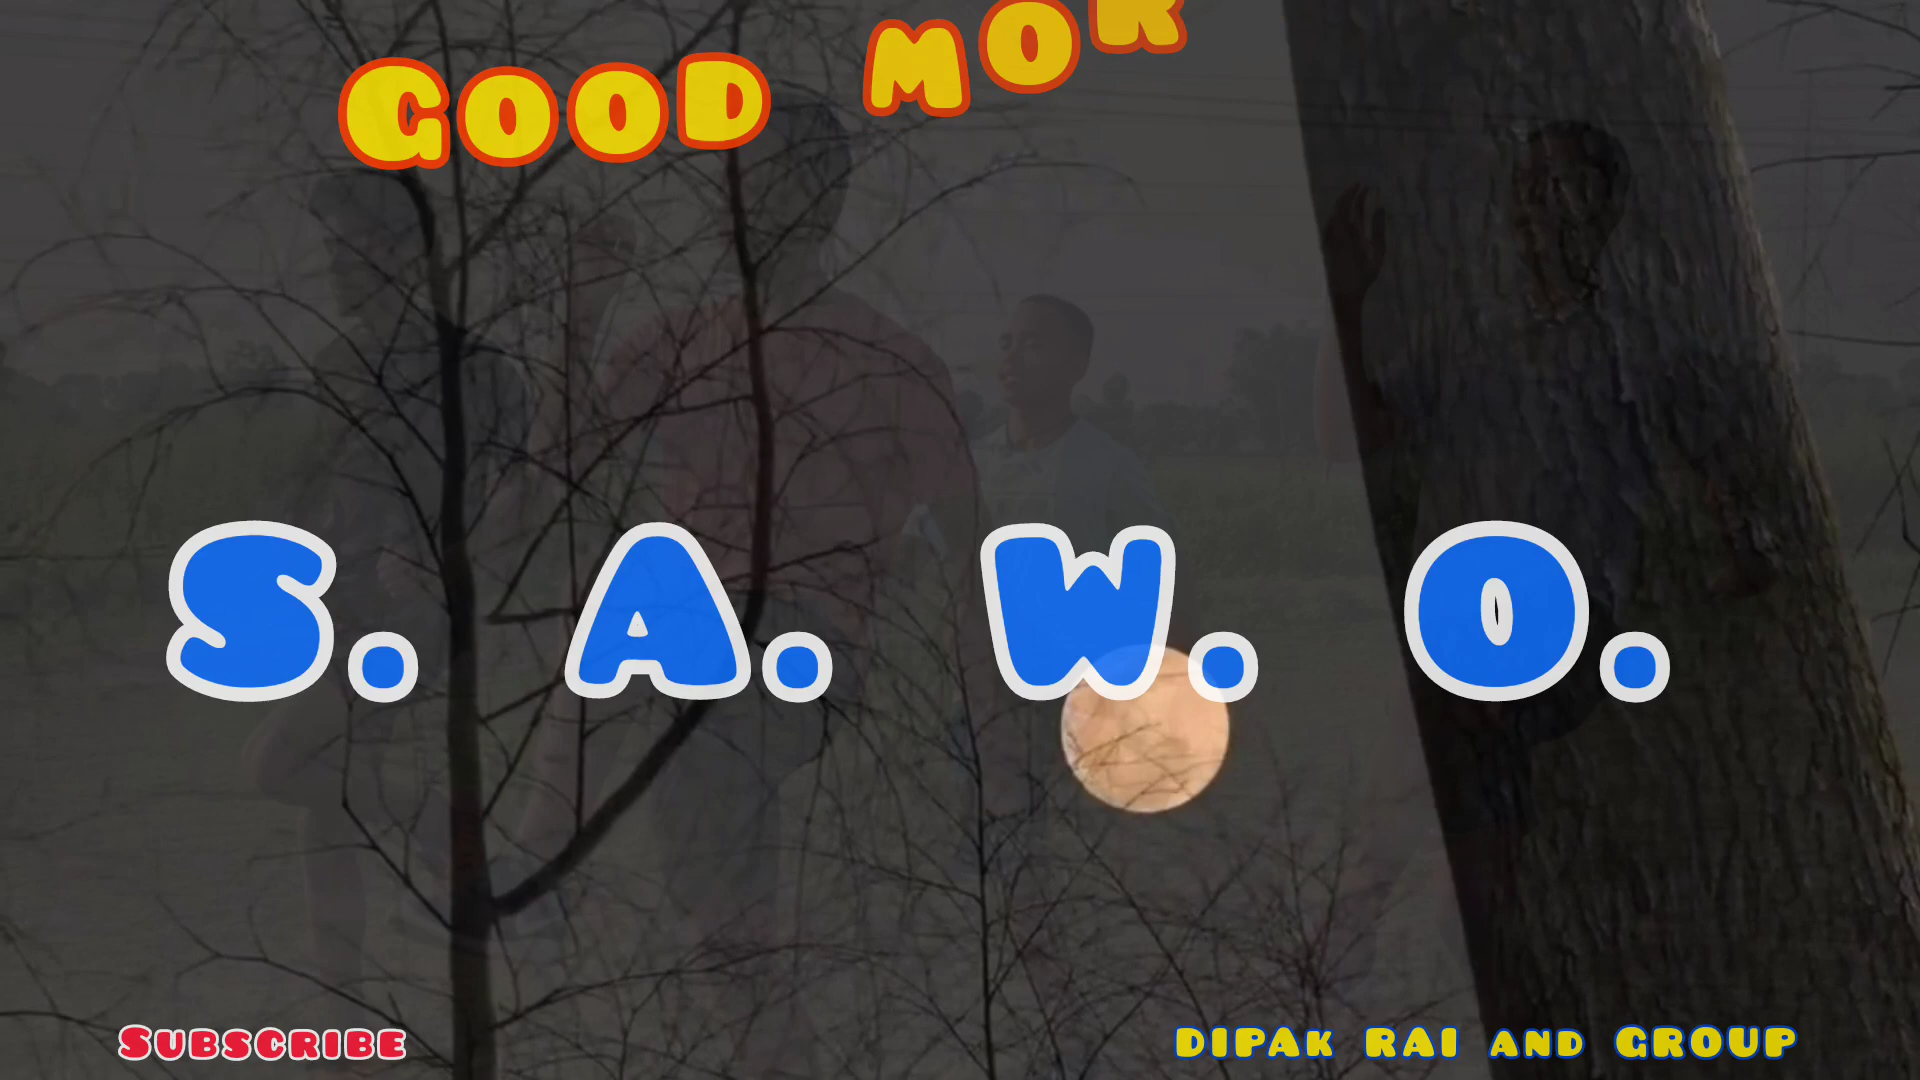 GOOD MOR
S. A. W. O.
SUBSCRIBE
DIPAK RAI AND GROUP